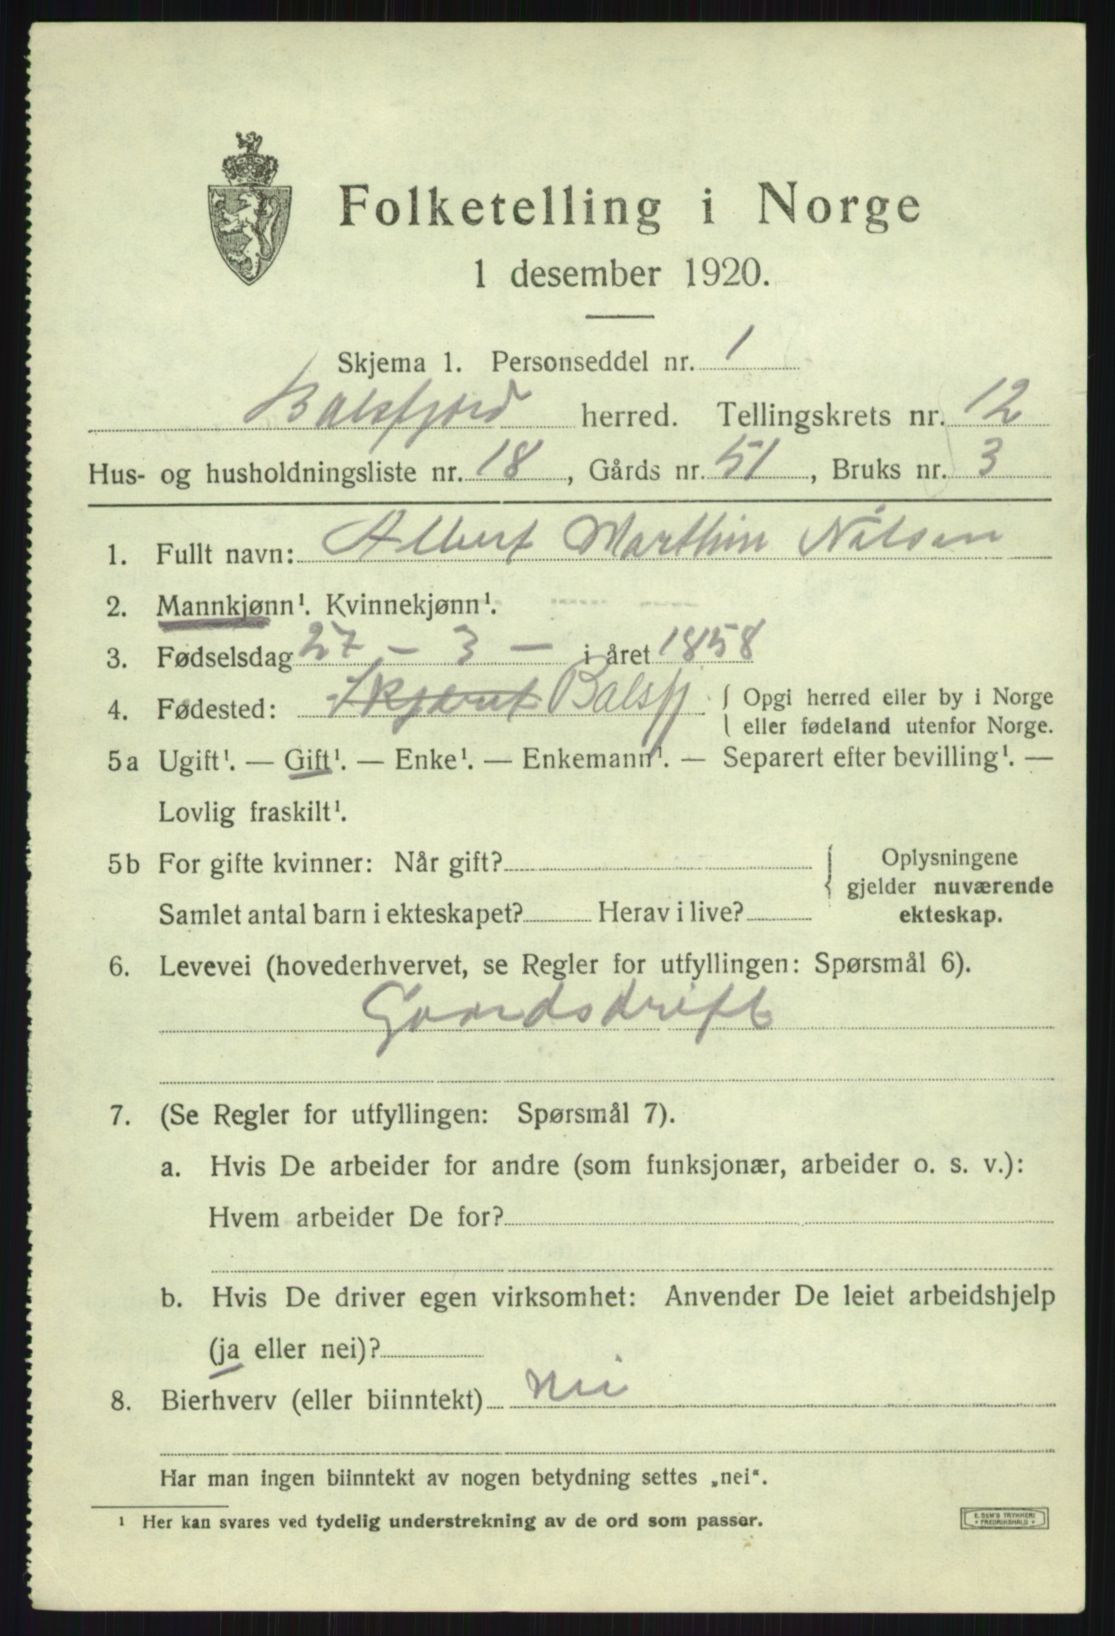 Folketelling i Norge
1 desember 1920.
Skjema 1. Personseddel nr. 1
Balsfjord herred. Tellingskrets nr. 12
Hus- og husholdningsliste nr. 18, Gårds nr. 51, Bruks nr. 3
1. Fullt navn: Albert Marthin Nilsen
2. Mannkjønn¹. Kvinnekjønn¹.
3. Fødselsdag 27 – 3 – i året 1858
4. Fødested: Balsfj { Opgi herred eller by i Norge
eller fødeland utenfor Norge.
5a Ugift¹. — Gift¹. — Enke¹. — Enkemann¹. — Separert efter bevilling¹. —
Lovlig fraskilt¹.
5b For gifte kvinner: Når gift? } Oplysningene
gjelder nuværende
Samlet antal barn i ekteskapet? Herav i live? ekteskap.
6. Levevei (hovederhvervet, se Regler for utfyllingen: Spørsmål 6).
Gaardsdrift
7. (Se Regler for utfyllingen: Spørsmål 7).
a. Hvis De arbeider for andre (som funksjonær, arbeider o. s. v.):
Hvem arbeider De for?
b. Hvis De driver egen virksomhet: Anvender De leiet arbeidshjelp
(ja eller nei)?
8. Bierhverv (eller biinntekt) nei
Har man ingen biinntekt av nogen betydning settes „nei“.
¹ Her kan svares ved tydelig understrekning av de ord som passer.
E. SEM'S TRYKKERI
FREDRIKSHALD